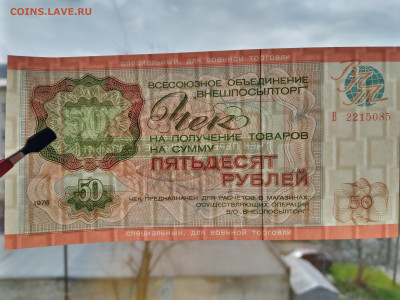 COINS.LAVE.RU
СПЕЦИАЛЬНЫЙ, ДЛЯ ВОЕННОЙ ТОРГОВЛИ
ВСЕСОЮЗНОЕ ОБЪЕДИНЕНИЕ
„ВНЕШПОСЫЛТОРГ"
ВПТ
Чек
50
В 2215085
НА ПОЛУЧЕНИЕ ТОВАРОВ
НА СУММУ
ПЯТЬДЕСЯТ
РУБЛЕЙ
50
50
1976
ЧЕК ПРЕДНАЗНАЧЕН ДЛЯ РАСЧЕТОВ В МАГАЗИНАХ,
ОСУЩЕСТВЛЯЮЩИХ ОПЕРАЦИИ
В/О „ВНЕШПОСЫЛТОРГ"
СПЕЦИАЛЬНЫЙ, ДЛЯ ВОЕННОЙ ТОРГОВЛИ